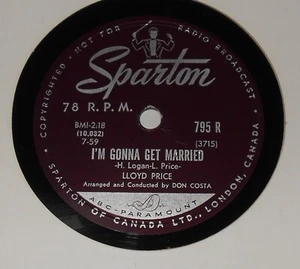 COPYRIGHTED · NOT FOR RADIO BROADCAST ·
Sparton
78 R.P.M.
BMI-2:18
(10,032)
7-59
795 R
(3715)
I'M GONNA GET MARRIED
-H. Logan-L. Price-
LLOYD PRICE
Arranged and Conducted by DON COSTA
ABC-PARAMOUNT
SPARTON OF CANADA LTD., LONDON, CANADA